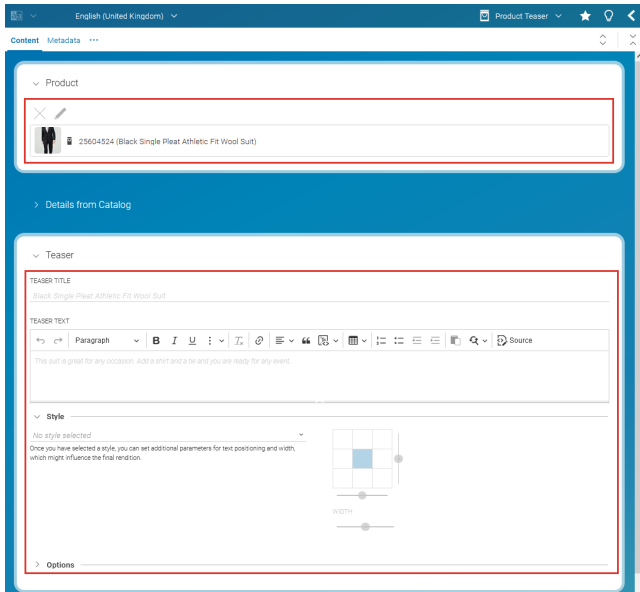 English (United Kingdom)
Product Teaser
Content Metadata
Product
25604524 (Black Single Pleat Athletic Fit Wool Suit)
Details from Catalog
Teaser
TEASER TITLE
Black Single Pleat Athletic Fit Wool Suit
TEASER TEXT
Paragraph B I U Source
This suit is great for any occasion. Add a shirt and a tie and you are ready for any event.
Style
No style selected
Once you have selected a style, you can set additional parameters for text positioning and width,
which might influence the final rendition.
WIDTH
Options